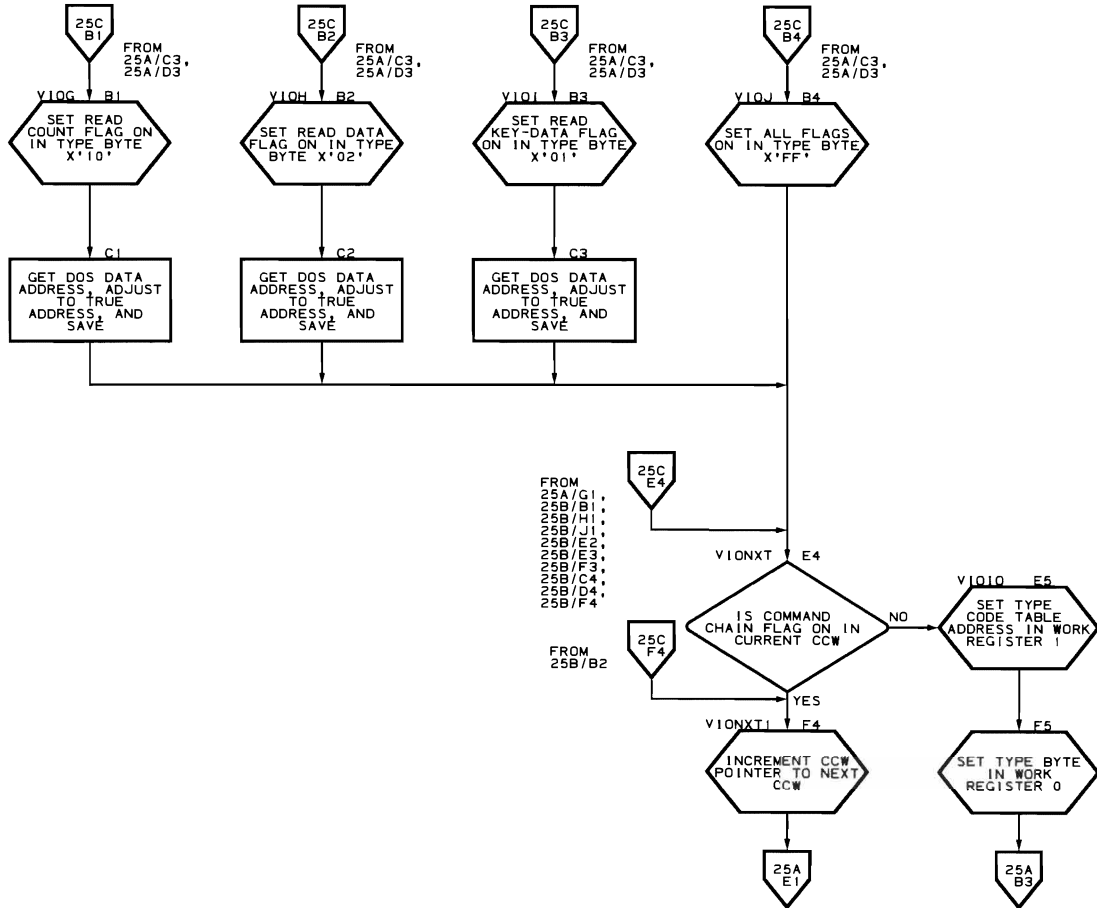 25C
B1
FROM
25A/C3,
25A/D3
25C
B2
FROM
25A/C3,
25A/D3
25C
B3
FROM
25A/C3,
25A/D3
25C
B4
FROM
25A/C3,
25A/D3
V10G B1
SET READ
COUNT FLAG ON
IN TYPE BYTE
X'10'
V10H B2
SET READ DATA
FLAG ON IN TYPE
BYTE X'02'
V10I B3
SET READ
KEY-DATA FLAG
ON IN TYPE BYTE
X'01'
V10J B4
SET ALL FLAGS
ON IN TYPE BYTE
X'FF'
C1
GET DOS DATA
ADDRESS, ADJUST
TO TRUE
ADDRESS, AND
SAVE
C2
GET DOS DATA
ADDRESS, ADJUST
TO TRUE
ADDRESS, AND
SAVE
C3
GET DOS DATA
ADDRESS, ADJUST
TO TRUE
ADDRESS, AND
SAVE
25C
E4
FROM
25A/G1,
25B/B1,
25B/H1,
25B/J1,
25B/E2,
25B/E3,
25B/F3,
25B/C4,
25B/D4,
25B/F4
V10NXT E4
IS COMMAND
CHAIN FLAG ON IN
CURRENT CCW
NO
YES
V1010 E5
SET TYPE
CODE TABLE
ADDRESS IN WORK
REGISTER 1
25C
F4
FROM
25B/B2
V10NXT1 F4
INCREMENT CCW
POINTER TO NEXT
CCW
F5
SET TYPE BYTE
IN WORK
REGISTER 0
25A
E1
25A
B3